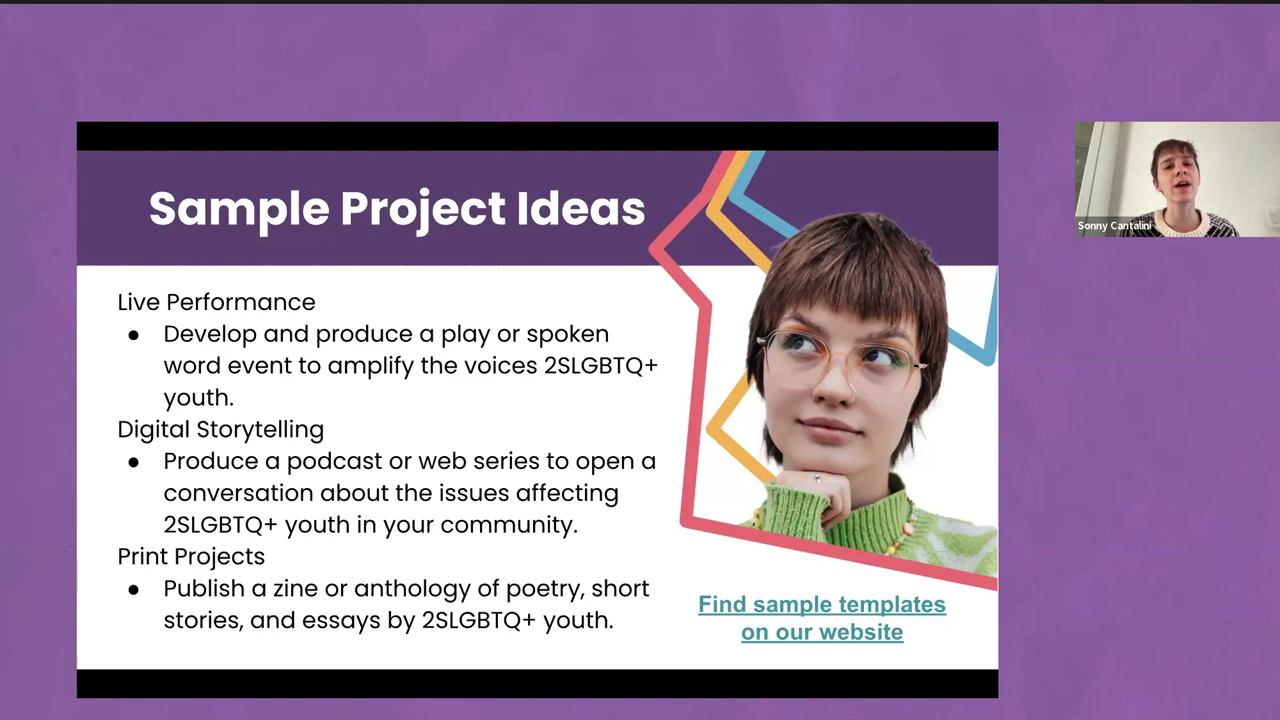 Sample Project Ideas
Live Performance
● Develop and produce a play or spoken
word event to amplify the voices 2SLGBTQ+
youth.
Digital Storytelling
● Produce a podcast or web series to open a
conversation about the issues affecting
2SLGBTQ+ youth in your community.
Print Projects
● Publish a zine or anthology of poetry, short
stories, and essays by 2SLGBTQ+ youth.
Find sample templates
on our website
Sonny Cantalini